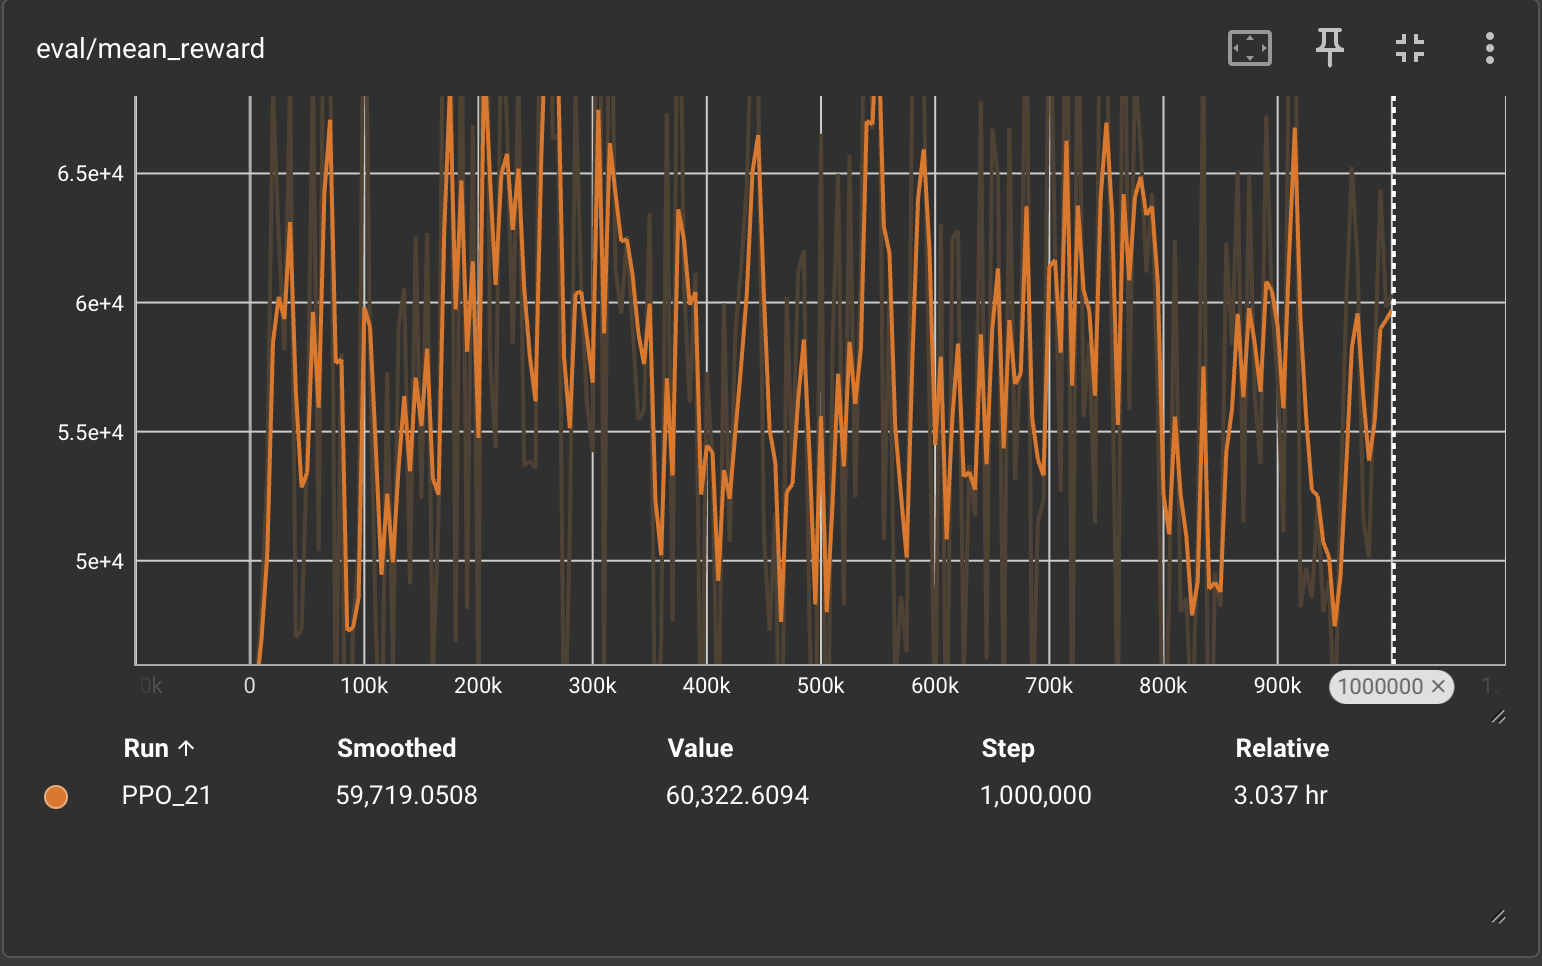 eval/mean_reward
6.5e+4
6e+4
5.5e+4
5e+4
0k 0 100k 200k 300k 400k 500k 600k 700k 800k 900k 1000000 ✕ 1.
Run ↑ Smoothed Value Step Relative
PPO_21 59,719.0508 60,322.6094 1,000,000 3.037 hr